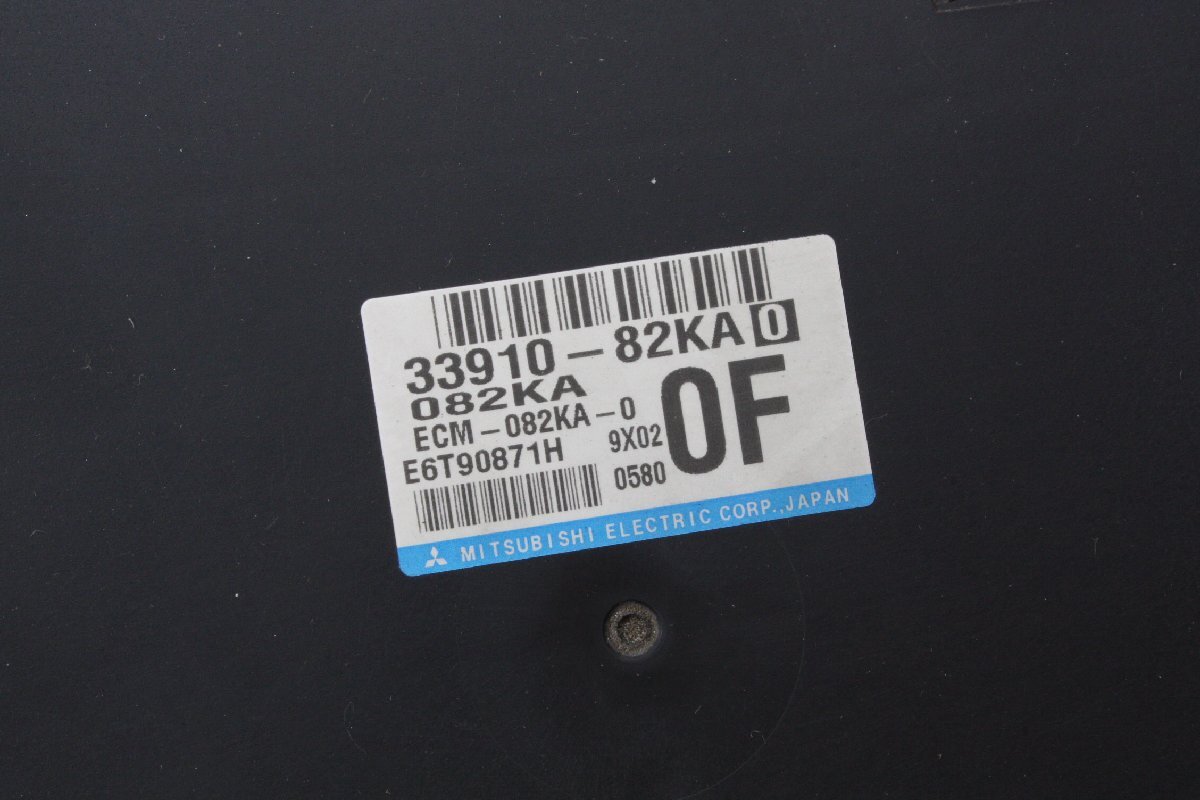 33910-82KA 0
082KA
ECM-082KA-0
E6T90871H
9X02
0580
0F
MITSUBISHI ELECTRIC CORP.,JAPAN